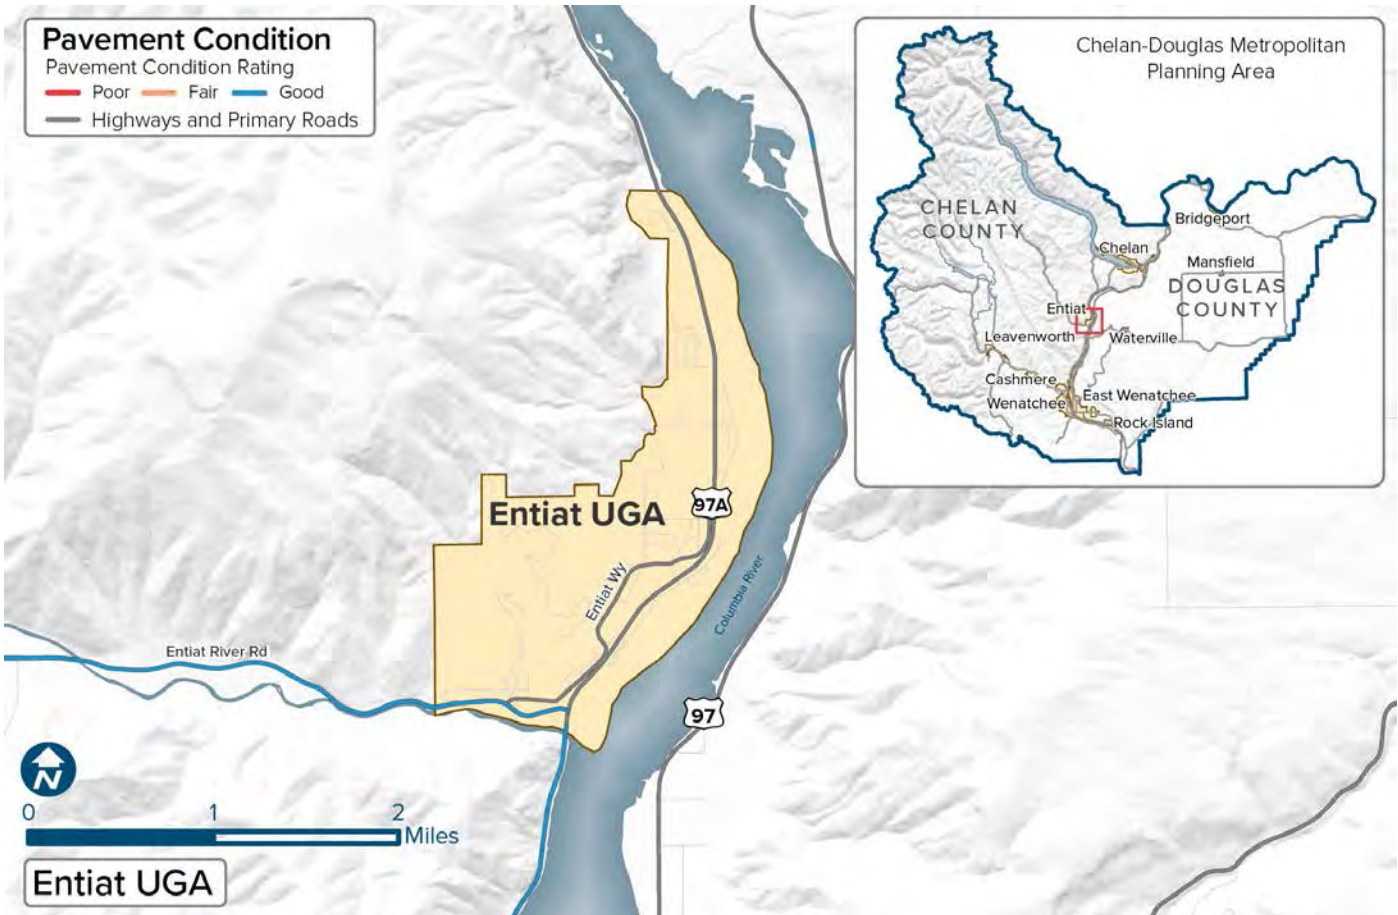 Pavement Condition
Pavement Condition Rating
Poor Fair Good
Highways and Primary Roads
Chelan-Douglas Metropolitan
Planning Area
CHELAN
COUNTY
Bridgeport
Chelan
Mansfield
DOUGLAS
COUNTY
Entiat
Leavenworth
Waterville
Cashmere
East Wenatchee
Wenatchee
Rock Island
Entiat UGA
97A
Entiat Wy
Columbia River
Entiat River Rd
97
N
0 1 2
Miles
Entiat UGA